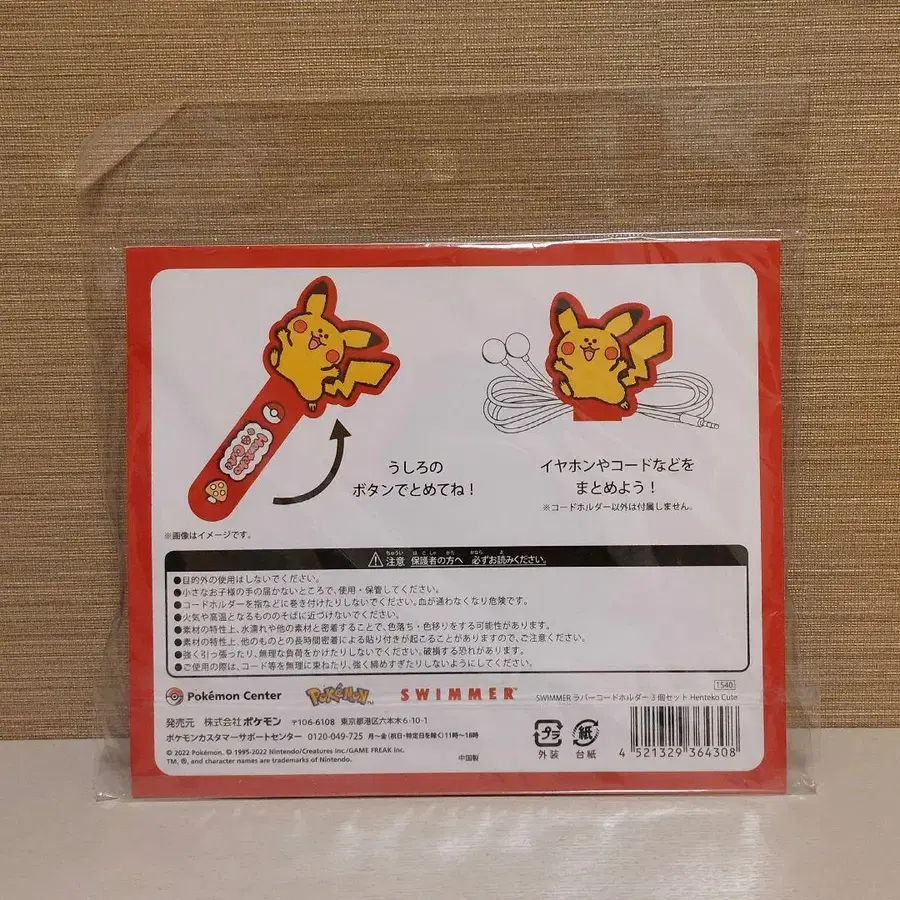 うしろの
ボタンでとめてね！
イヤホンやコードなどを
まとめよう！
※コードホルダー以外は付属しません。
※画像はイメージです。
注意 保護者の方へ 必ずお読みください。
●目的外の使用はしないでください。
●小さなお子様の手の届かないところで、使用・保管してください。
●コードホルダーを指などに巻き付けたりしないでください。血が通わなくなり危険です。
●火気や高温となるもののそばに近づけないでください。
●素材の特性上、水濡れや他の素材と密着することで、色落ち・色移りをする可能性があります。
●素材の特性上、他のものとの長時間密着による貼り付きが起こることがありますので、ご注意ください。
●強く引っ張ったり、無理な負荷をかけたりしないでください。破損する恐れがあります。
●ご使用の際は、コード等を無理に束ねたり、強く締めすぎたりしないようにしてください。
1540
Pokémon Center POKÉMON SWIMMER SWIMMER ラバーコードホルダー 3個セット Henteko Cute
発売元 株式会社ポケモン 〒106-6108 東京都港区六本木6-10-1
ポケモンカスタマーサポートセンター 0120-049-725 月～金(祝日・特定日を除く)11時～18時
© 2022 Pokémon. © 1995-2022 Nintendo/Creatures Inc./GAME FREAK inc.
TM, ®, and character names are trademarks of Nintendo.
中国製
プラ 外装
紙 台紙
4 521329 364308